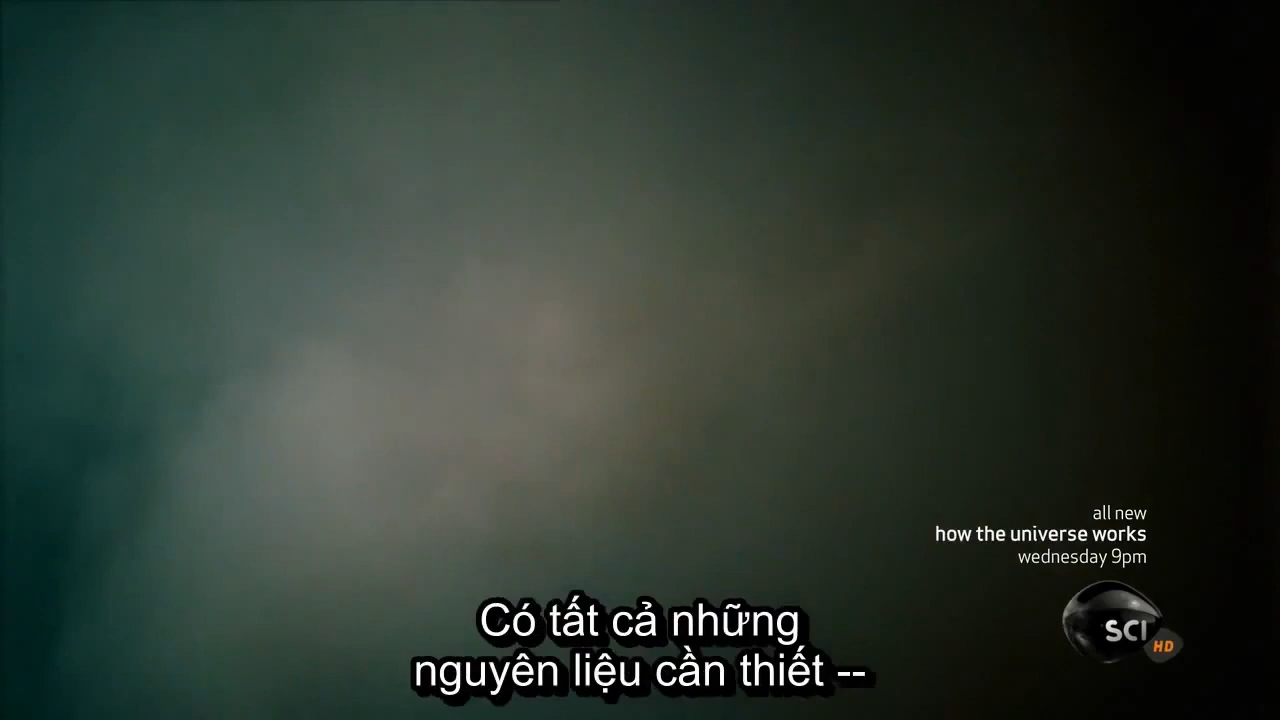 all new
how the universe works
wednesday 9pm
SCI
HD
Có tất cả những
nguyên liệu cần thiết --